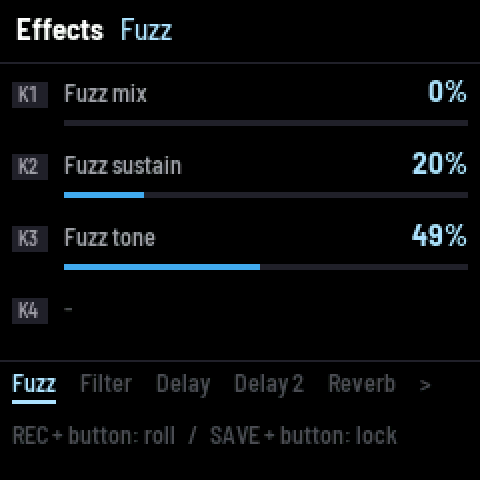 Effects Fuzz
K1 Fuzz mix 0%
K2 Fuzz sustain 20%
K3 Fuzz tone 49%
K4 -
Fuzz Filter Delay Delay 2 Reverb >
REC + button: roll / SAVE + button: lock